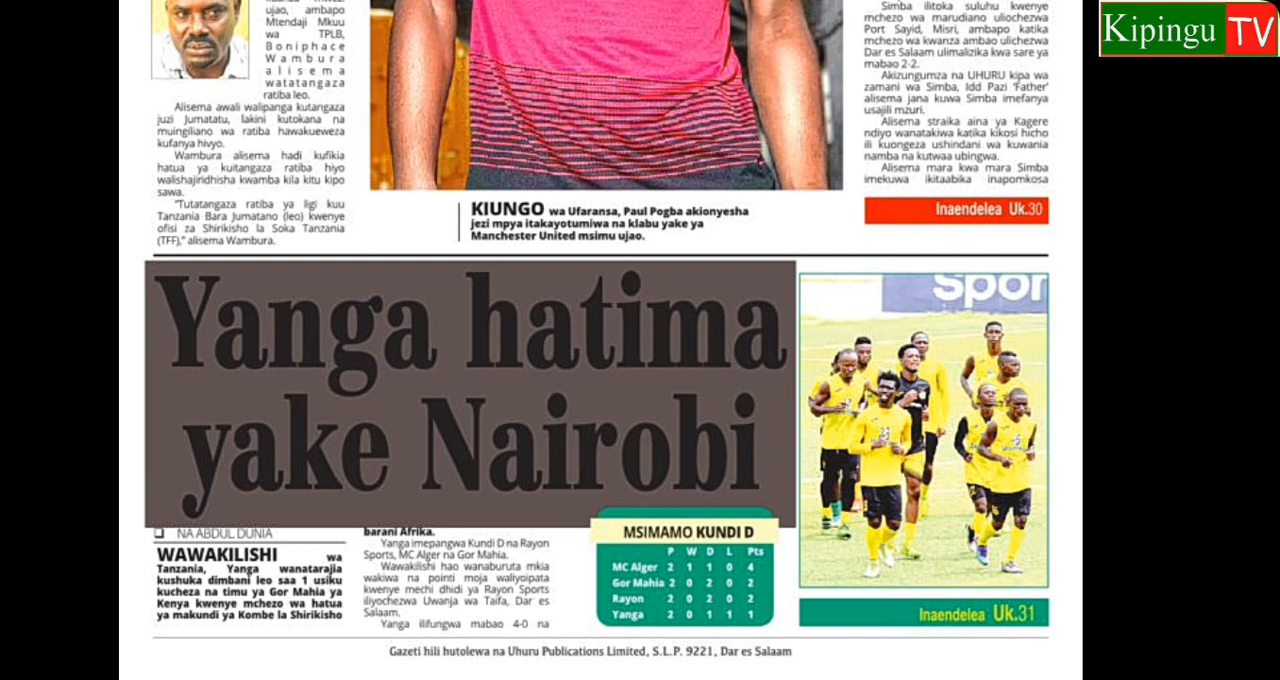 ujao, ambapo
Mtendaji Mkuu
wa TPLB,
Boniphace
Wambura
alisema
watatangaza
ratiba leo.
Alisema awali walipanga kutangaza
juzi Jumatatu, lakini kutokana na
muingiliano wa ratiba hawakueweza
kufanya hivyo.
Wambura alisema hadi kufikia
hatua ya kuitangaza ratiba hiyo
walishajiridhisha kwamba kila kitu kipo
sawa.
“Tutatangaza ratiba ya ligi kuu
Tanzania Bara Jumatano (leo) kwenye
ofisi za Shirikisho la Soka Tanzania
(TFF),” alisema Wambura.
KIUNGO wa Ufaransa, Paul Pogba akionyesha
jezi mpya itakayotumiwa na klabu yake ya
Manchester United msimu ujao.
Simba ilitoka suluhu kwenye
mchezo wa marudiano uliochezwa
Port Sayid, Misri, ambapo katika
mchezo wa kwanza ambao ulichezwa
Dar es Salaam ulimalizika kwa sare ya
mabao 2-2.
Akizungumza na UHURU kipa wa
zamani wa Simba, Idd Pazi ‘Father’
alisema jana kuwa Simba imefanya
usajili mzuri.
Alisema straika aina ya Kagere
ndiyo wanatakiwa katika kikosi hicho
ili kuongeza ushindani wa kuwania
namba na kutwaa ubingwa.
Alisema mara kwa mara Simba
imekuwa ikitaabika inapomkosa
Inaendelea Uk.30
Kipingu TV
Yanga hatima
yake Nairobi
NA ABDUL DUNIA
WAWAKILISHI wa
Tanzania, Yanga wanatarajia
kushuka dimbani leo saa 1 usiku
kucheza na timu ya Gor Mahia ya
Kenya kwenye mchezo wa hatua
ya makundi ya Kombe la Shirikisho
barani Afrika.
Yanga imepangwa Kundi D na Rayon
Sports, MC Alger na Gor Mahia.
Wawakilishi hao wanaburuta mkia
wakiwa na pointi moja waliyoipata
kwenye mechi dhidi ya Rayon Sports
iliyochezwa Uwanja wa Taifa, Dar es
Salaam.
Yanga ilifungwa mabao 4-0 na
MSIMAMO KUNDI D
P W D L Pts
MC Alger 2 1 1 0 4
Gor Mahia 2 0 2 0 2
Rayon 2 0 2 0 2
Yanga 2 0 1 1 1
Spor
Inaendelea Uk.31
Gazeti hili hutolewa na Uhuru Publications Limited, S.L.P. 9221, Dar es Salaam